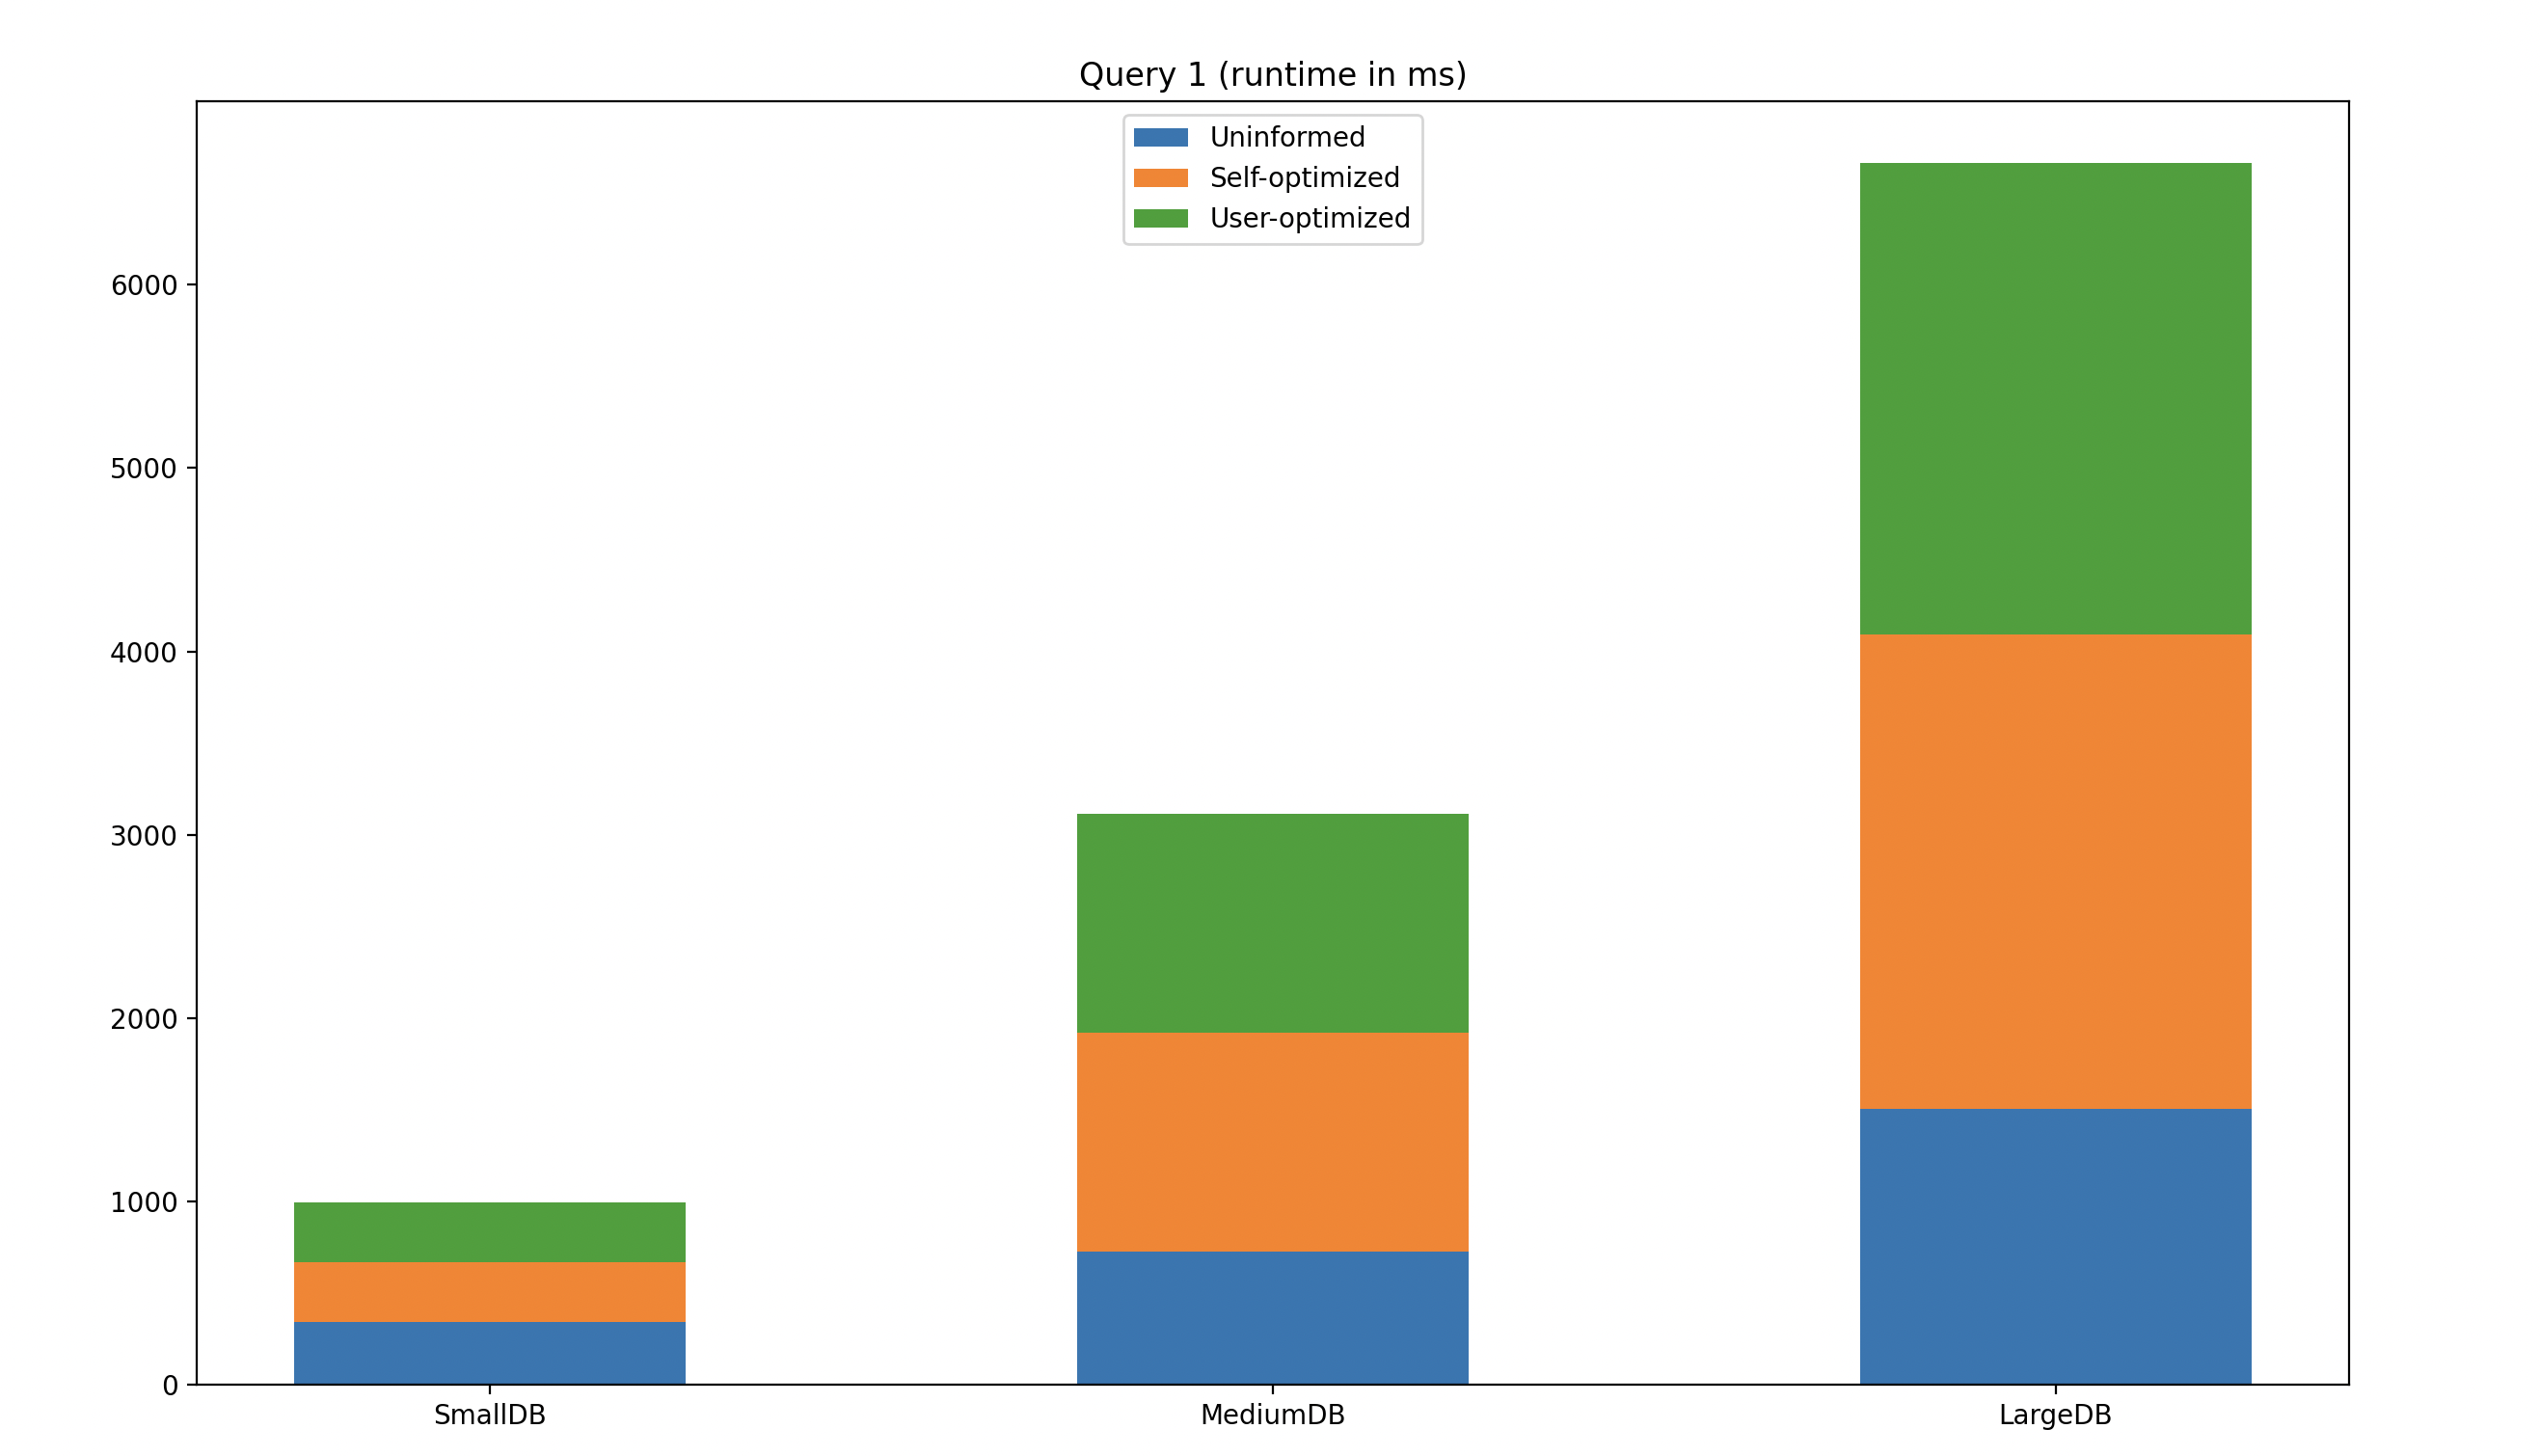 Query 1 (runtime in ms)
Uninformed
Self-optimized
User-optimized
6000
5000
4000
3000
2000
1000
0
SmallDB
MediumDB
LargeDB